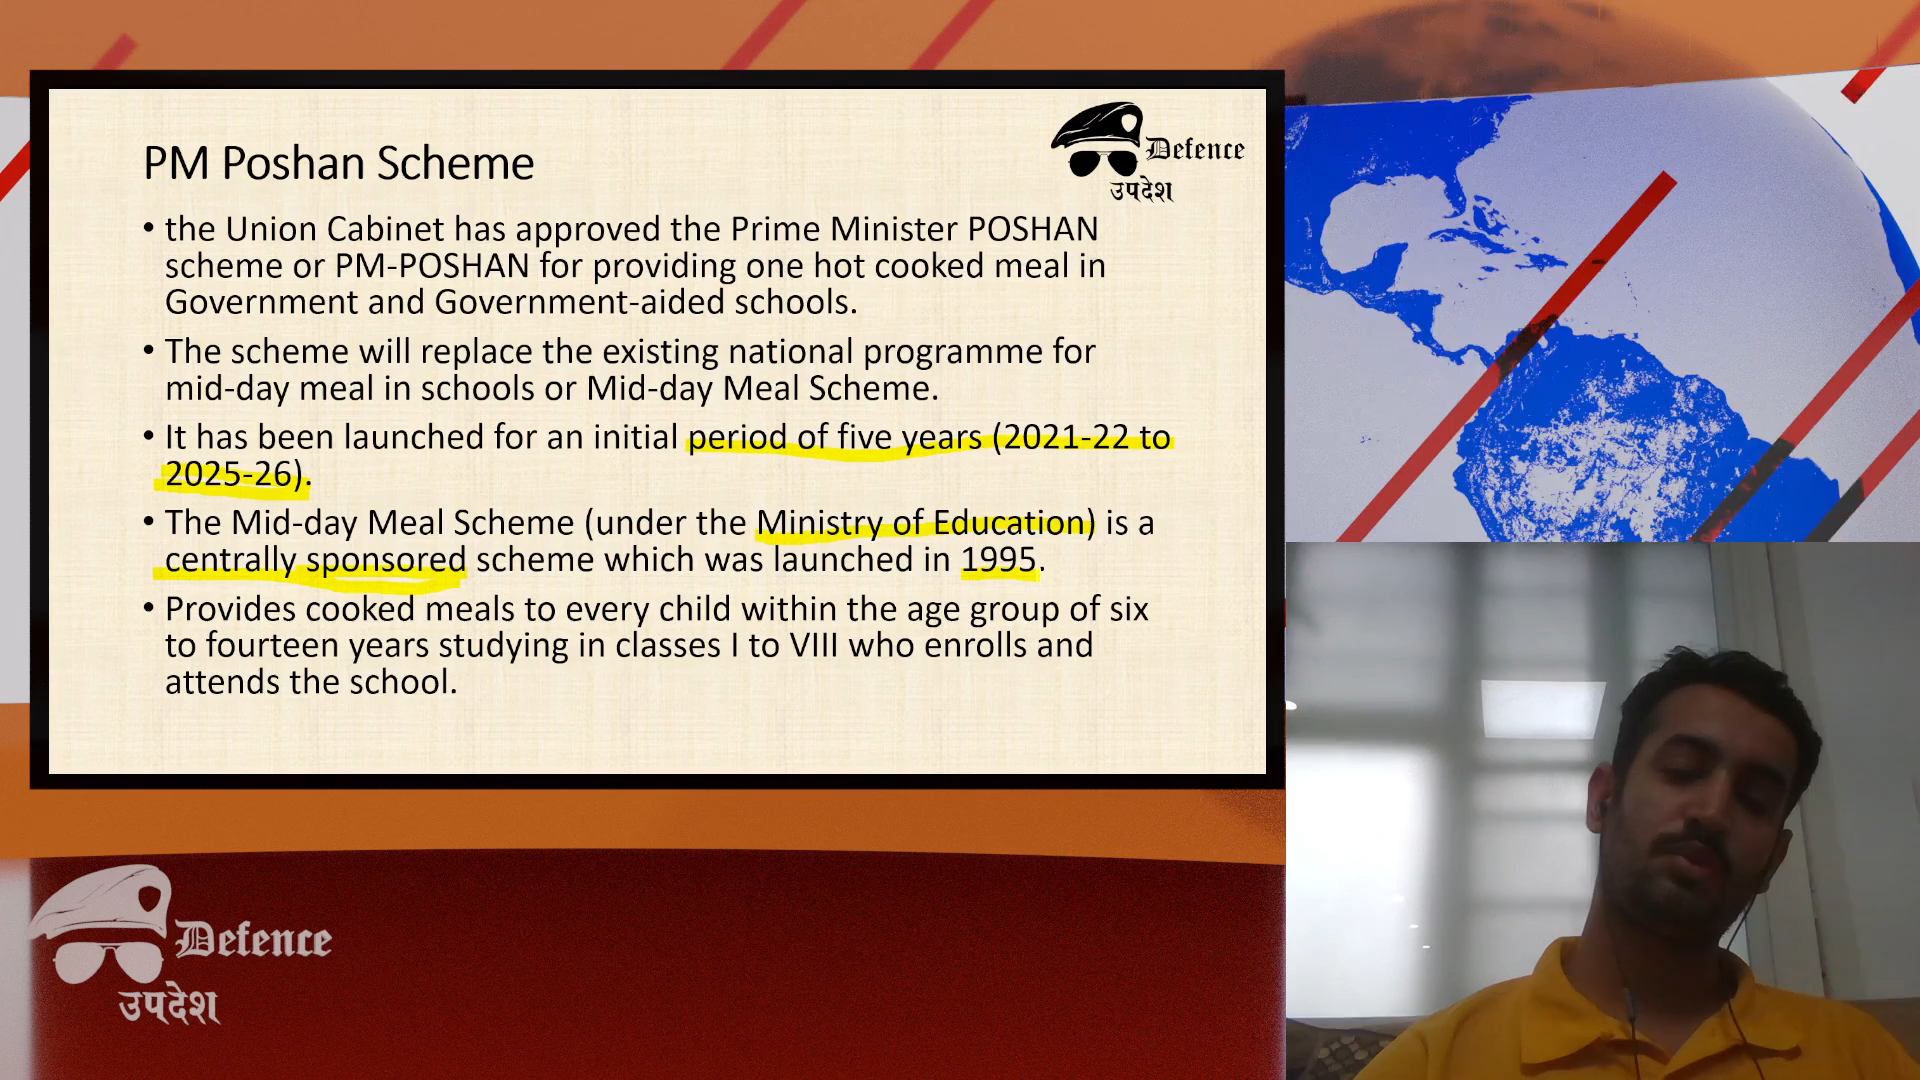 Defence
उपदेश
PM Poshan Scheme
• the Union Cabinet has approved the Prime Minister POSHAN
scheme or PM-POSHAN for providing one hot cooked meal in
Government and Government-aided schools.
• The scheme will replace the existing national programme for
mid-day meal in schools or Mid-day Meal Scheme.
• It has been launched for an initial period of five years (2021-22 to
2025-26).
• The Mid-day Meal Scheme (under the Ministry of Education) is a
centrally sponsored scheme which was launched in 1995.
• Provides cooked meals to every child within the age group of six
to fourteen years studying in classes I to VIII who enrolls and
attends the school.
Defence
उपदेश